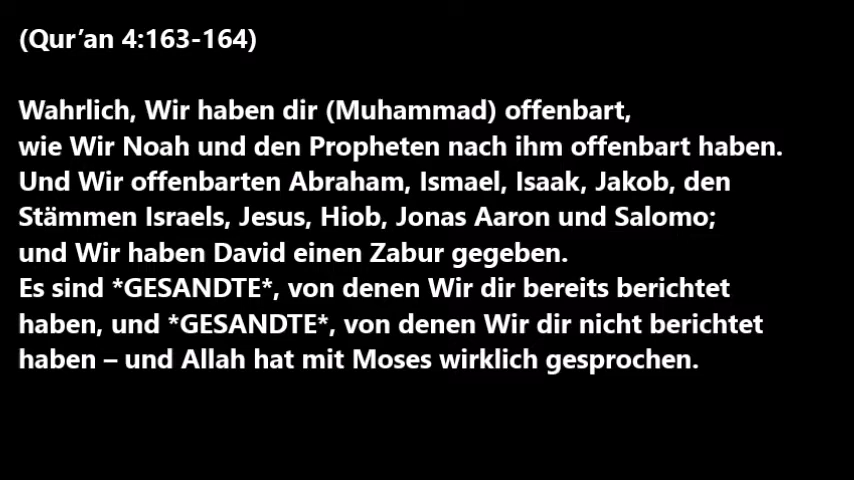 (Qur’an 4:163-164)
Wahrlich, Wir haben dir (Muhammad) offenbart,
wie Wir Noah und den Propheten nach ihm offenbart haben.
Und Wir offenbarten Abraham, Ismael, Isaak, Jakob, den
Stämmen Israels, Jesus, Hiob, Jonas Aaron und Salomo;
und Wir haben David einen Zabur gegeben.
Es sind *GESANDTE*, von denen Wir dir bereits berichtet
haben, und *GESANDTE*, von denen Wir dir nicht berichtet
haben – und Allah hat mit Moses wirklich gesprochen.